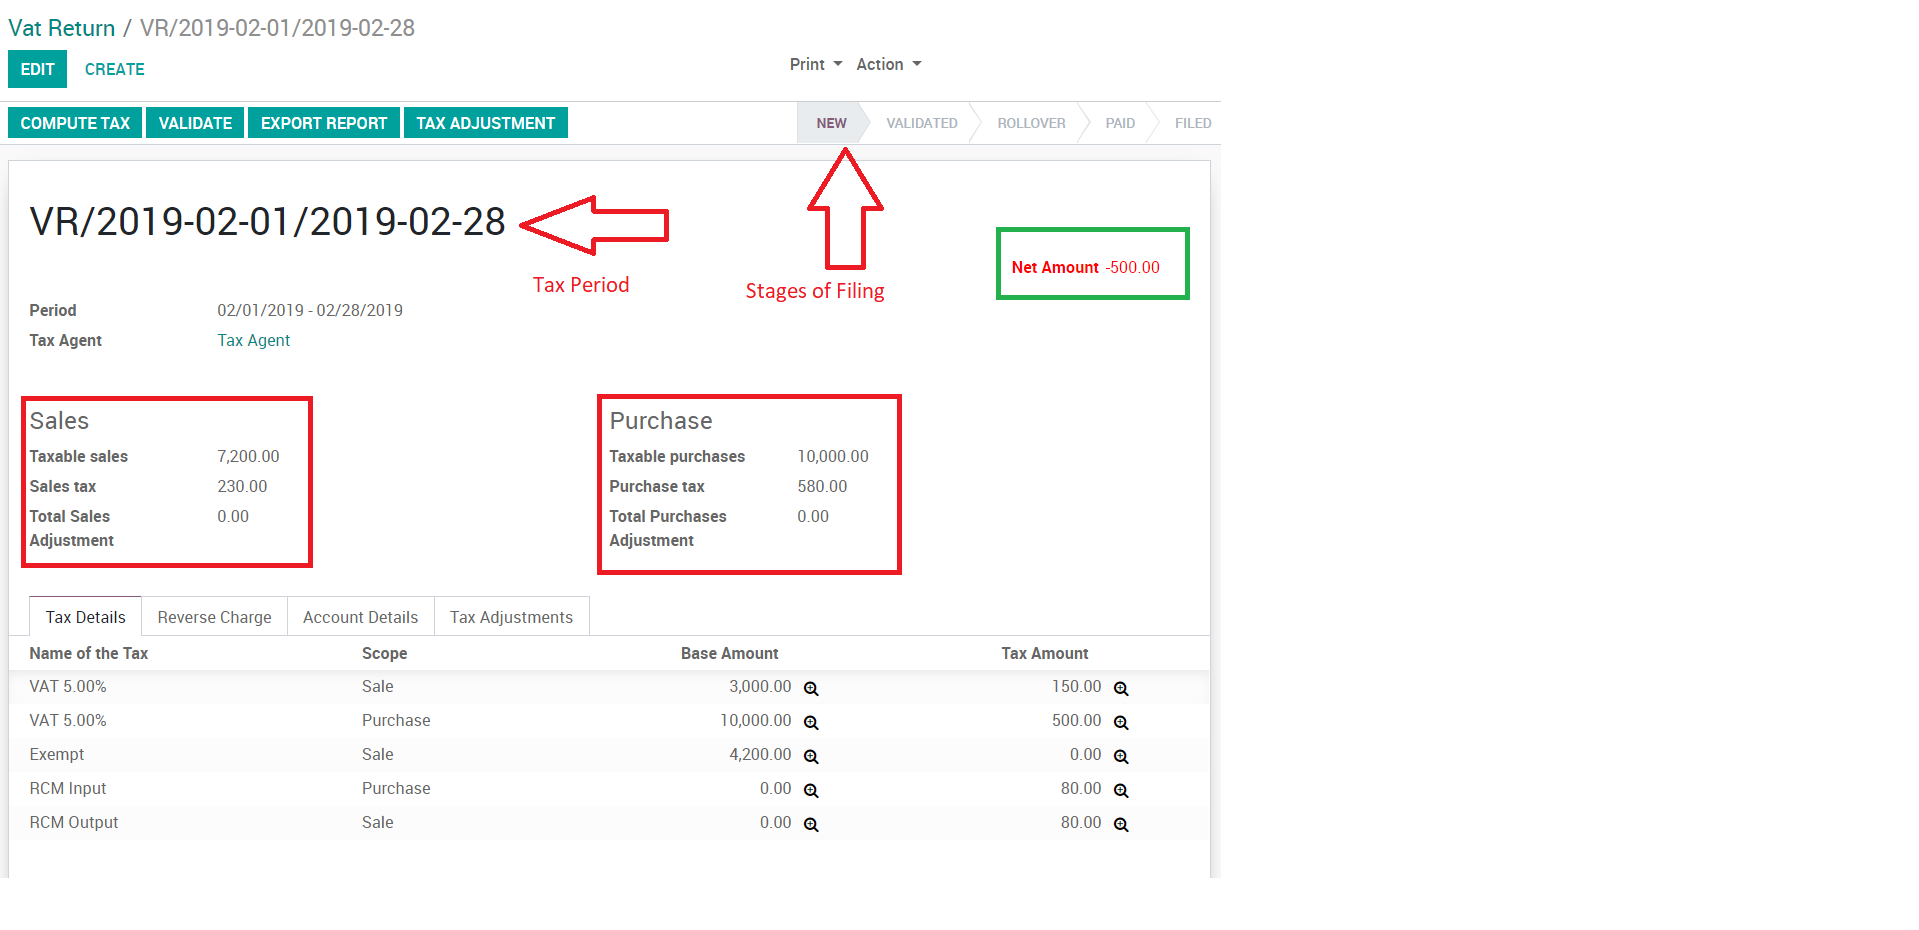 Vat Return / VR/2019-02-01/2019-02-28
EDIT CREATE Print Action
COMPUTE TAX VALIDATE EXPORT REPORT TAX ADJUSTMENT NEW VALIDATED ROLLOVER PAID FILED
VR/2019-02-01/2019-02-28
Net Amount -500.00
Tax Period
Stages of Filing
Period 02/01/2019 - 02/28/2019
Tax Agent Tax Agent
Sales
Taxable sales 7,200.00
Sales tax 230.00
Total Sales 0.00
Adjustment
Purchase
Taxable purchases 10,000.00
Purchase tax 580.00
Total Purchases 0.00
Adjustment
Tax Details Reverse Charge Account Details Tax Adjustments
Name of the Tax Scope Base Amount Tax Amount
VAT 5.00% Sale 3,000.00 150.00
VAT 5.00% Purchase 10,000.00 500.00
Exempt Sale 4,200.00 0.00
RCM Input Purchase 0.00 80.00
RCM Output Sale 0.00 80.00